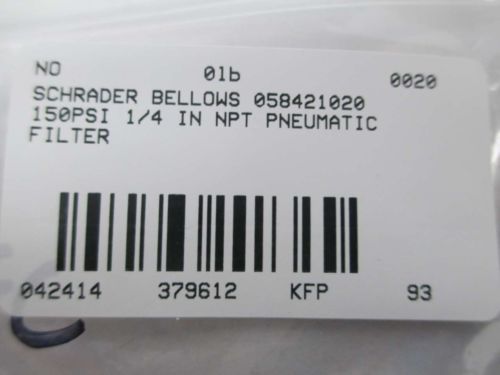 NO 01b 0020
SCHRADER BELLOWS 058421020
150PSI 1/4 IN NPT PNEUMATIC
FILTER
042414 379612 KFP 93